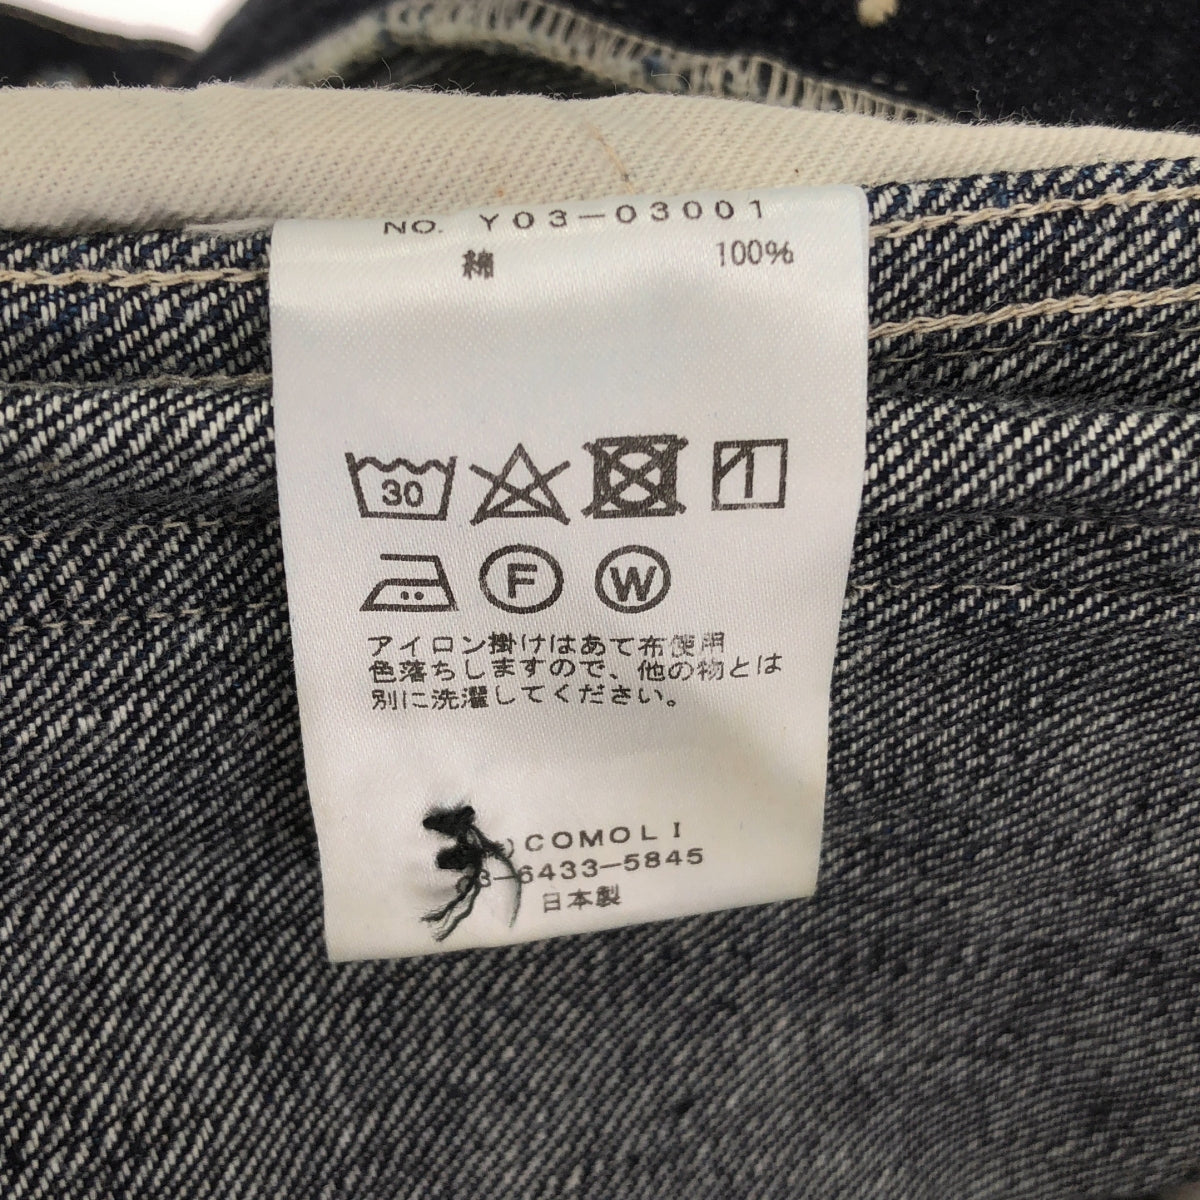 NO. Y03-03001
綿 100%
30
F W
アイロン掛けはあて布使用
色落ちしますので、他の物とは
別に洗濯してください。
COMOLI
03-6433-5845
日本製